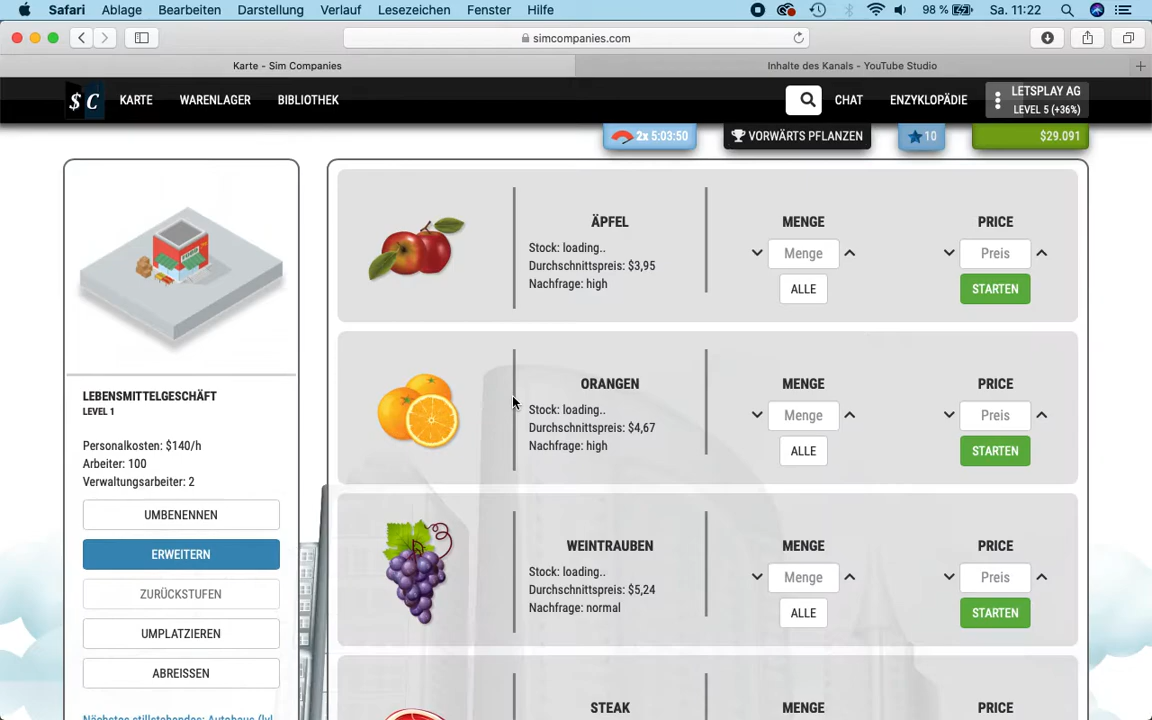 Safari Ablage Bearbeiten Darstellung Verlauf Lesezeichen Fenster Hilfe 98 % Sa. 11:22
simcompanies.com
Karte - Sim Companies Inhalte des Kanals - YouTube Studio
$ C KARTE WARENLAGER BIBLIOTHEK CHAT ENZYKLOPÄDIE LETSPLAY AG
LEVEL 5 (+36%)
2x 5:03:50 VORWÄRTS PFLANZEN 10 $29.091
ÄPFEL MENGE PRICE
Stock: loading.. Menge Preis
Durchschnittspreis: $3,95
Nachfrage: high ALLE STARTEN
ORANGEN MENGE PRICE
Stock: loading.. Menge Preis
Durchschnittspreis: $4,67
Nachfrage: high ALLE STARTEN
WEINTRAUBEN MENGE PRICE
Stock: loading.. Menge Preis
Durchschnittspreis: $5,24
Nachfrage: normal ALLE STARTEN
STEAK MENGE PRICE
LEBENSMITTELGESCHÄFT
LEVEL 1
Personalkosten: $140/h
Arbeiter: 100
Verwaltungsarbeiter: 2
UMBENENNEN
ERWEITERN
ZURÜCKSTUFEN
UMPLATZIEREN
ABREISSEN
Nächstes stillstehendes: Autohaus (lvl